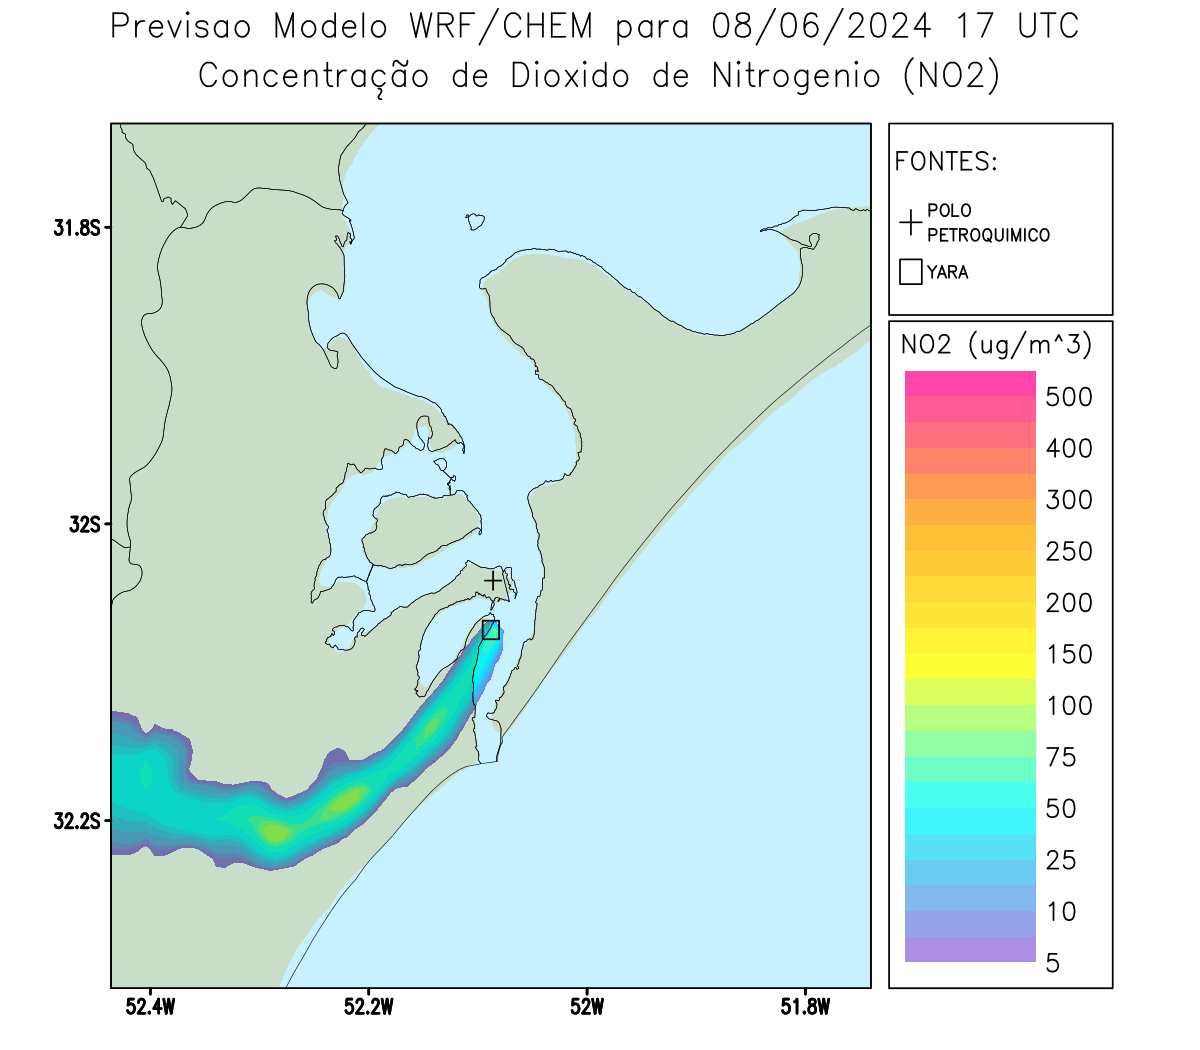 Previsao Modelo WRF/CHEM para 08/06/2024 17 UTC
Concentração de Dioxido de Nitrogenio (NO2)
FONTES:
POLO
PETROQUIMICO
YARA
31.8S
32S
32.2S
52.4W
52.2W
52W
51.8W
NO2 (ug/m^3)
500
400
300
250
200
150
100
75
50
25
10
5